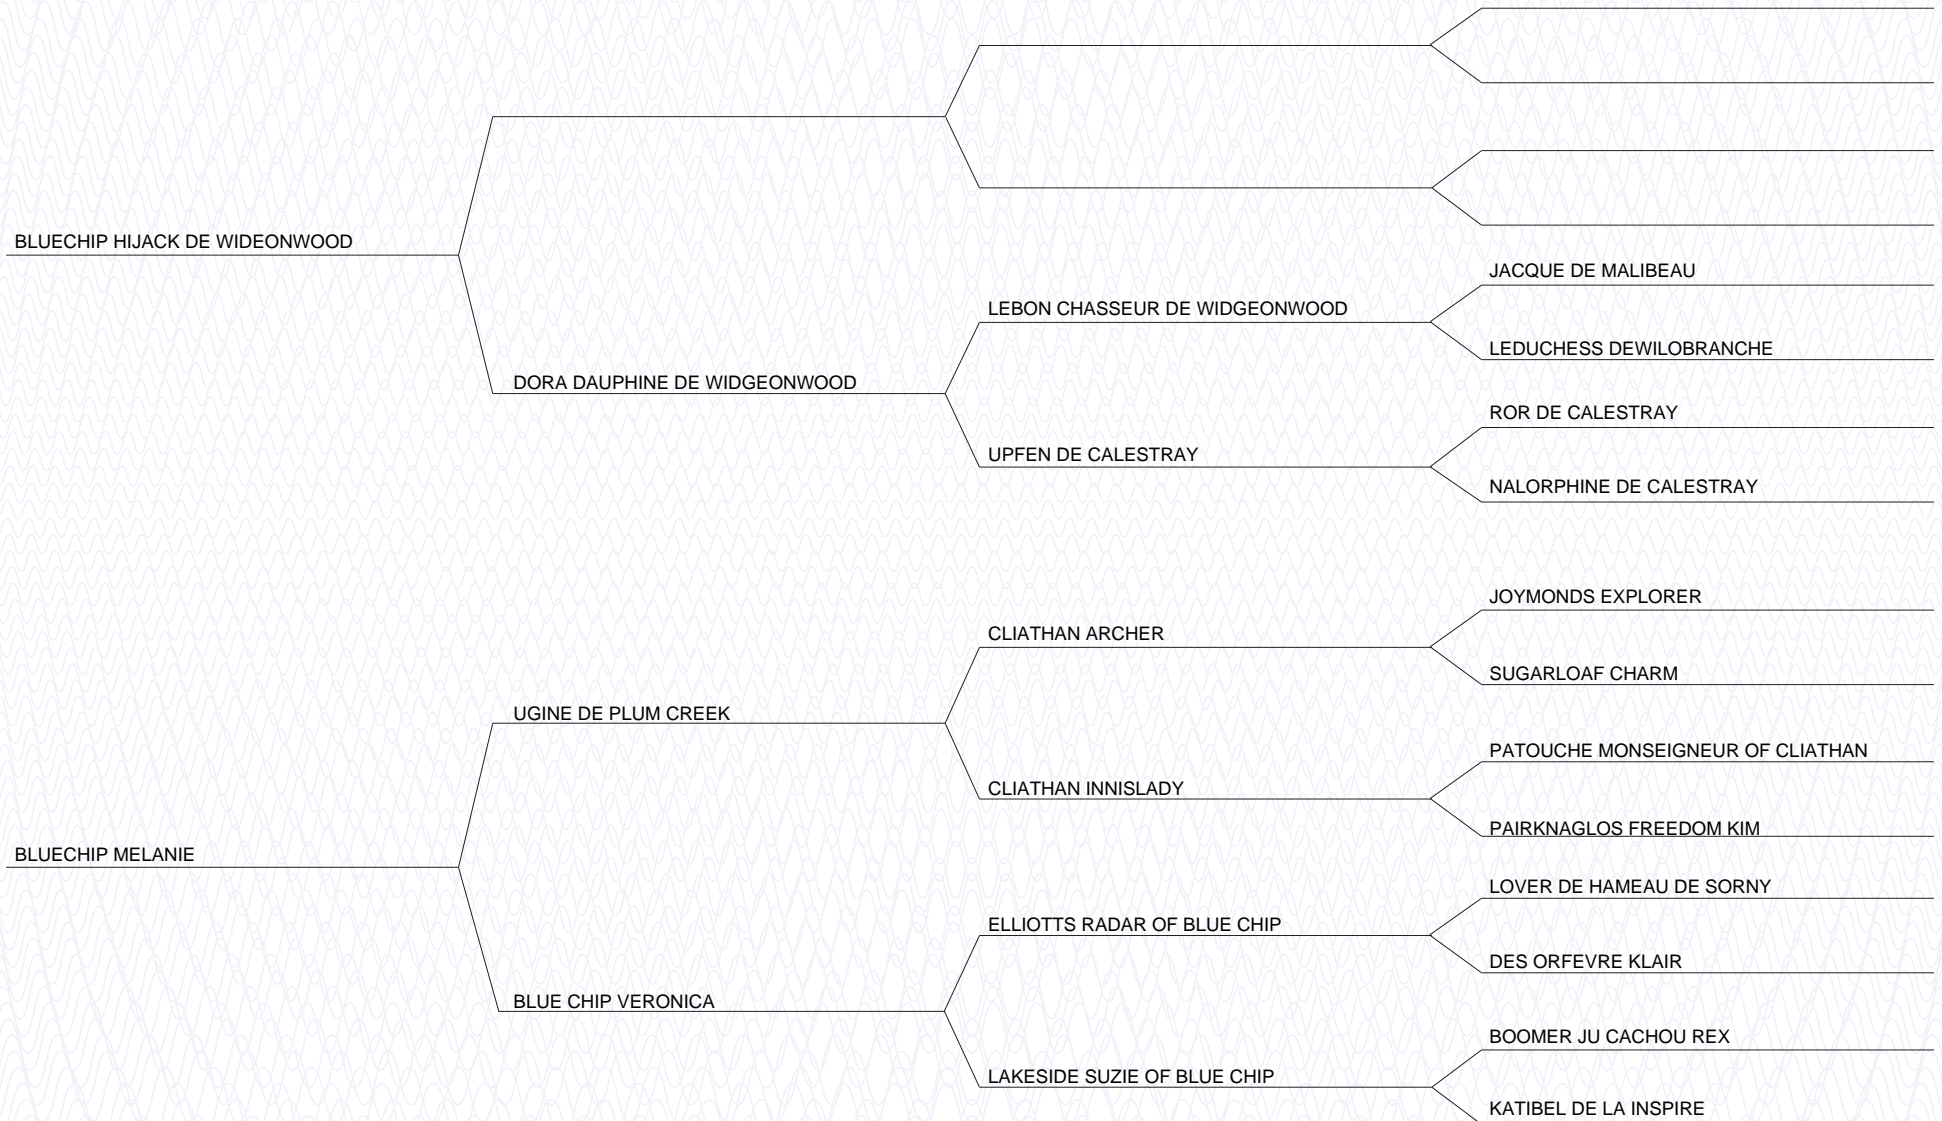 BLUECHIP HIJACK DE WIDEONWOOD
JACQUE DE MALIBEAU
LEBON CHASSEUR DE WIDGEONWOOD
LEDUCHESS DEWILOBRANCHE
DORA DAUPHINE DE WIDGEONWOOD
ROR DE CALESTRAY
UPFEN DE CALESTRAY
NALORPHINE DE CALESTRAY
JOYMONDS EXPLORER
CLIATHAN ARCHER
SUGARLOAF CHARM
UGINE DE PLUM CREEK
PATOUCHE MONSEIGNEUR OF CLIATHAN
CLIATHAN INNISLADY
PAIRKNAGLOS FREEDOM KIM
BLUECHIP MELANIE
LOVER DE HAMEAU DE SORNY
ELLIOTTS RADAR OF BLUE CHIP
DES ORFEVRE KLAIR
BLUE CHIP VERONICA
BOOMER JU CACHOU REX
LAKESIDE SUZIE OF BLUE CHIP
KATIBEL DE LA INSPIRE